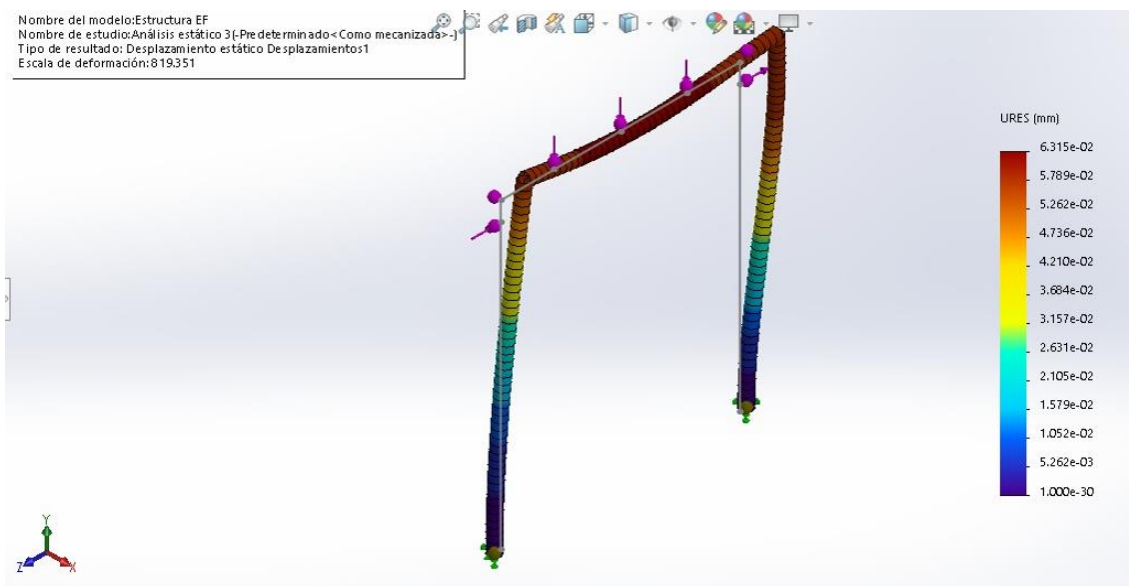 Nombre del modelo:Estructura EF
Nombre de estudio:Análisis estático 3(-Predeterminado<Como mecanizada>-)
Tipo de resultado: Desplazamiento estático Desplazamientos1
Escala de deformación: 819.351
URES (mm)
6.315e-02
5.789e-02
5.262e-02
4.736e-02
4.210e-02
3.684e-02
3.157e-02
2.631e-02
2.105e-02
1.579e-02
1.052e-02
5.262e-03
1.000e-30
Y
Z
X